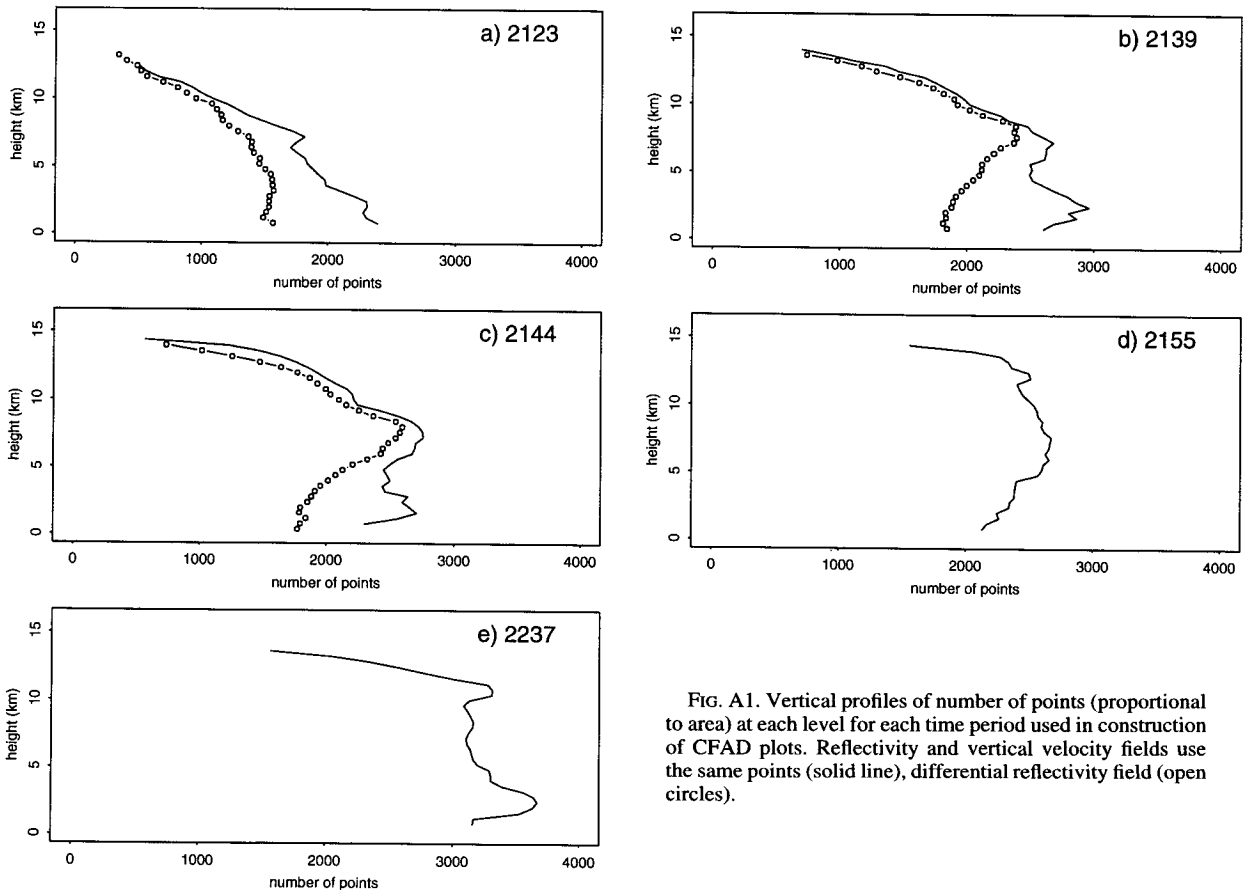 a) 2123
15
10
5
0
height (km)
0 1000 2000 3000 4000
number of points
b) 2139
15
10
5
0
height (km)
0 1000 2000 3000 4000
number of points
c) 2144
15
10
5
0
height (km)
0 1000 2000 3000 4000
number of points
d) 2155
15
10
5
0
height (km)
0 1000 2000 3000 4000
number of points
e) 2237
15
10
5
0
height (km)
0 1000 2000 3000 4000
number of points
FIG. A1. Vertical profiles of number of points (proportional
to area) at each level for each time period used in construction
of CFAD plots. Reflectivity and vertical velocity fields use
the same points (solid line), differential reflectivity field (open
circles).